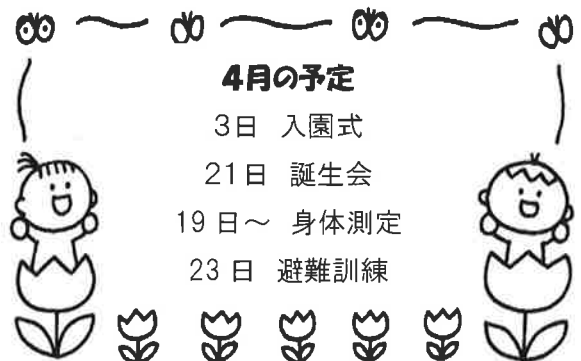 4月の予定
3日 入園式
21日 誕生会
19日～ 身体測定
23日 避難訓練